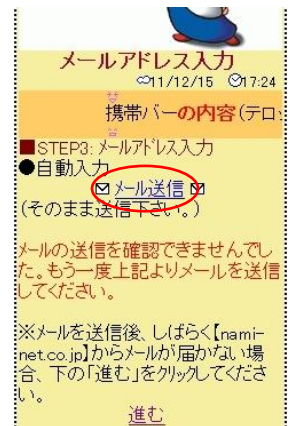 メールアドレス入力
11/12/15 17:24
携帯バーの内容(テロ
■STEP3: メールアドレス入力
●自動入力
メール送信
(そのまま送信下さい。)
メールの送信を確認できませんでし
た。もう一度上記よりメールを送信
してください。
※メールを送信後、しばらく【nami-
net.co.jp】からメールが届かない場
合、下の「進む」をクリックしてくださ
い。
進む